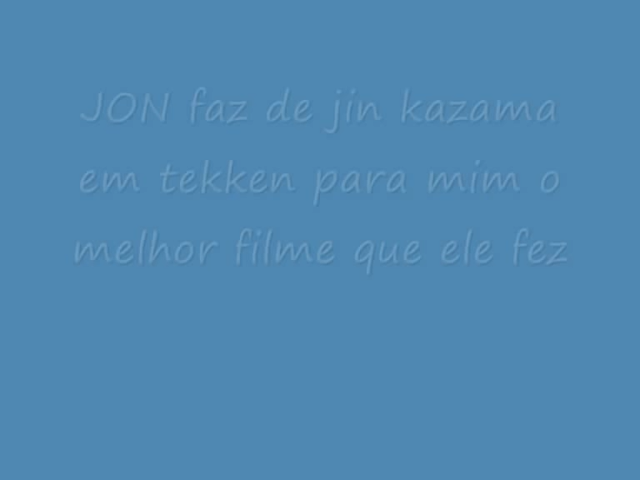 JON faz de jin kazama
em tekken para mim o
melhor filme que ele fez